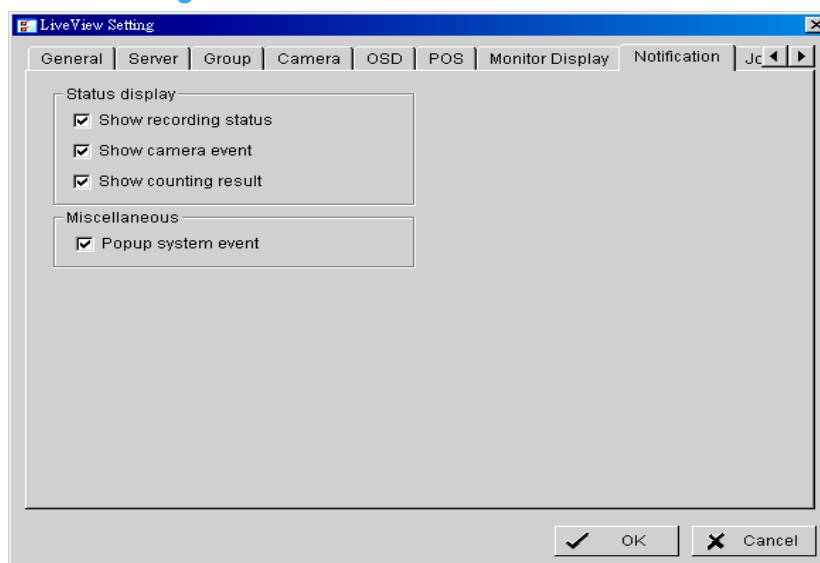 LiveView Setting
General Server Group Camera OSD POS Monitor Display Notification
Status display
Show recording status
Show camera event
Show counting result
Miscellaneous
Popup system event
OK Cancel